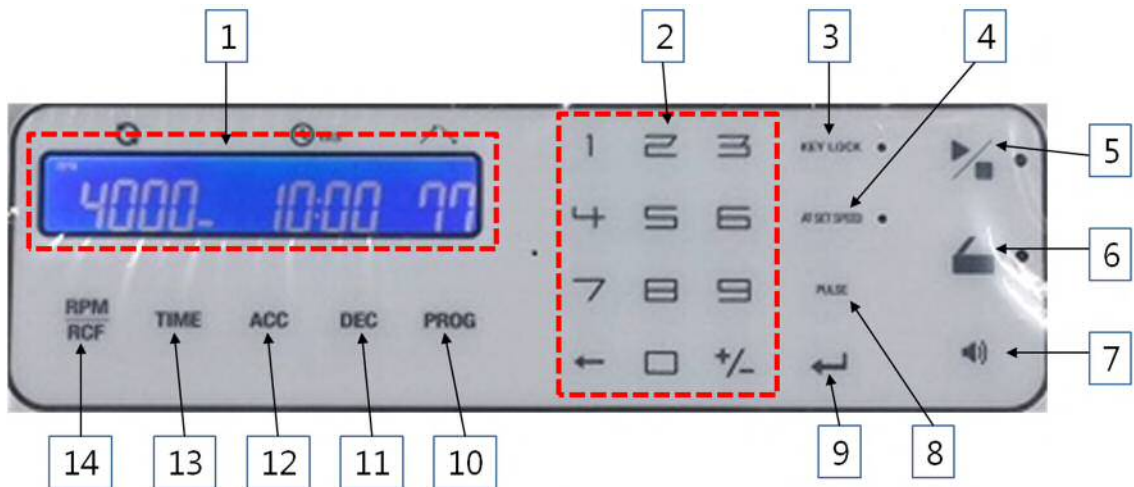 1 2 3 4
1 2 3 KEY LOCK
4000 10:00 77
5
4 5 6 AT SET SPEED
6
7 8 9 PULSE
RPM
RCF TIME ACC DEC PROG
← 0 +/-
7
14 13 12 11 10 9 8